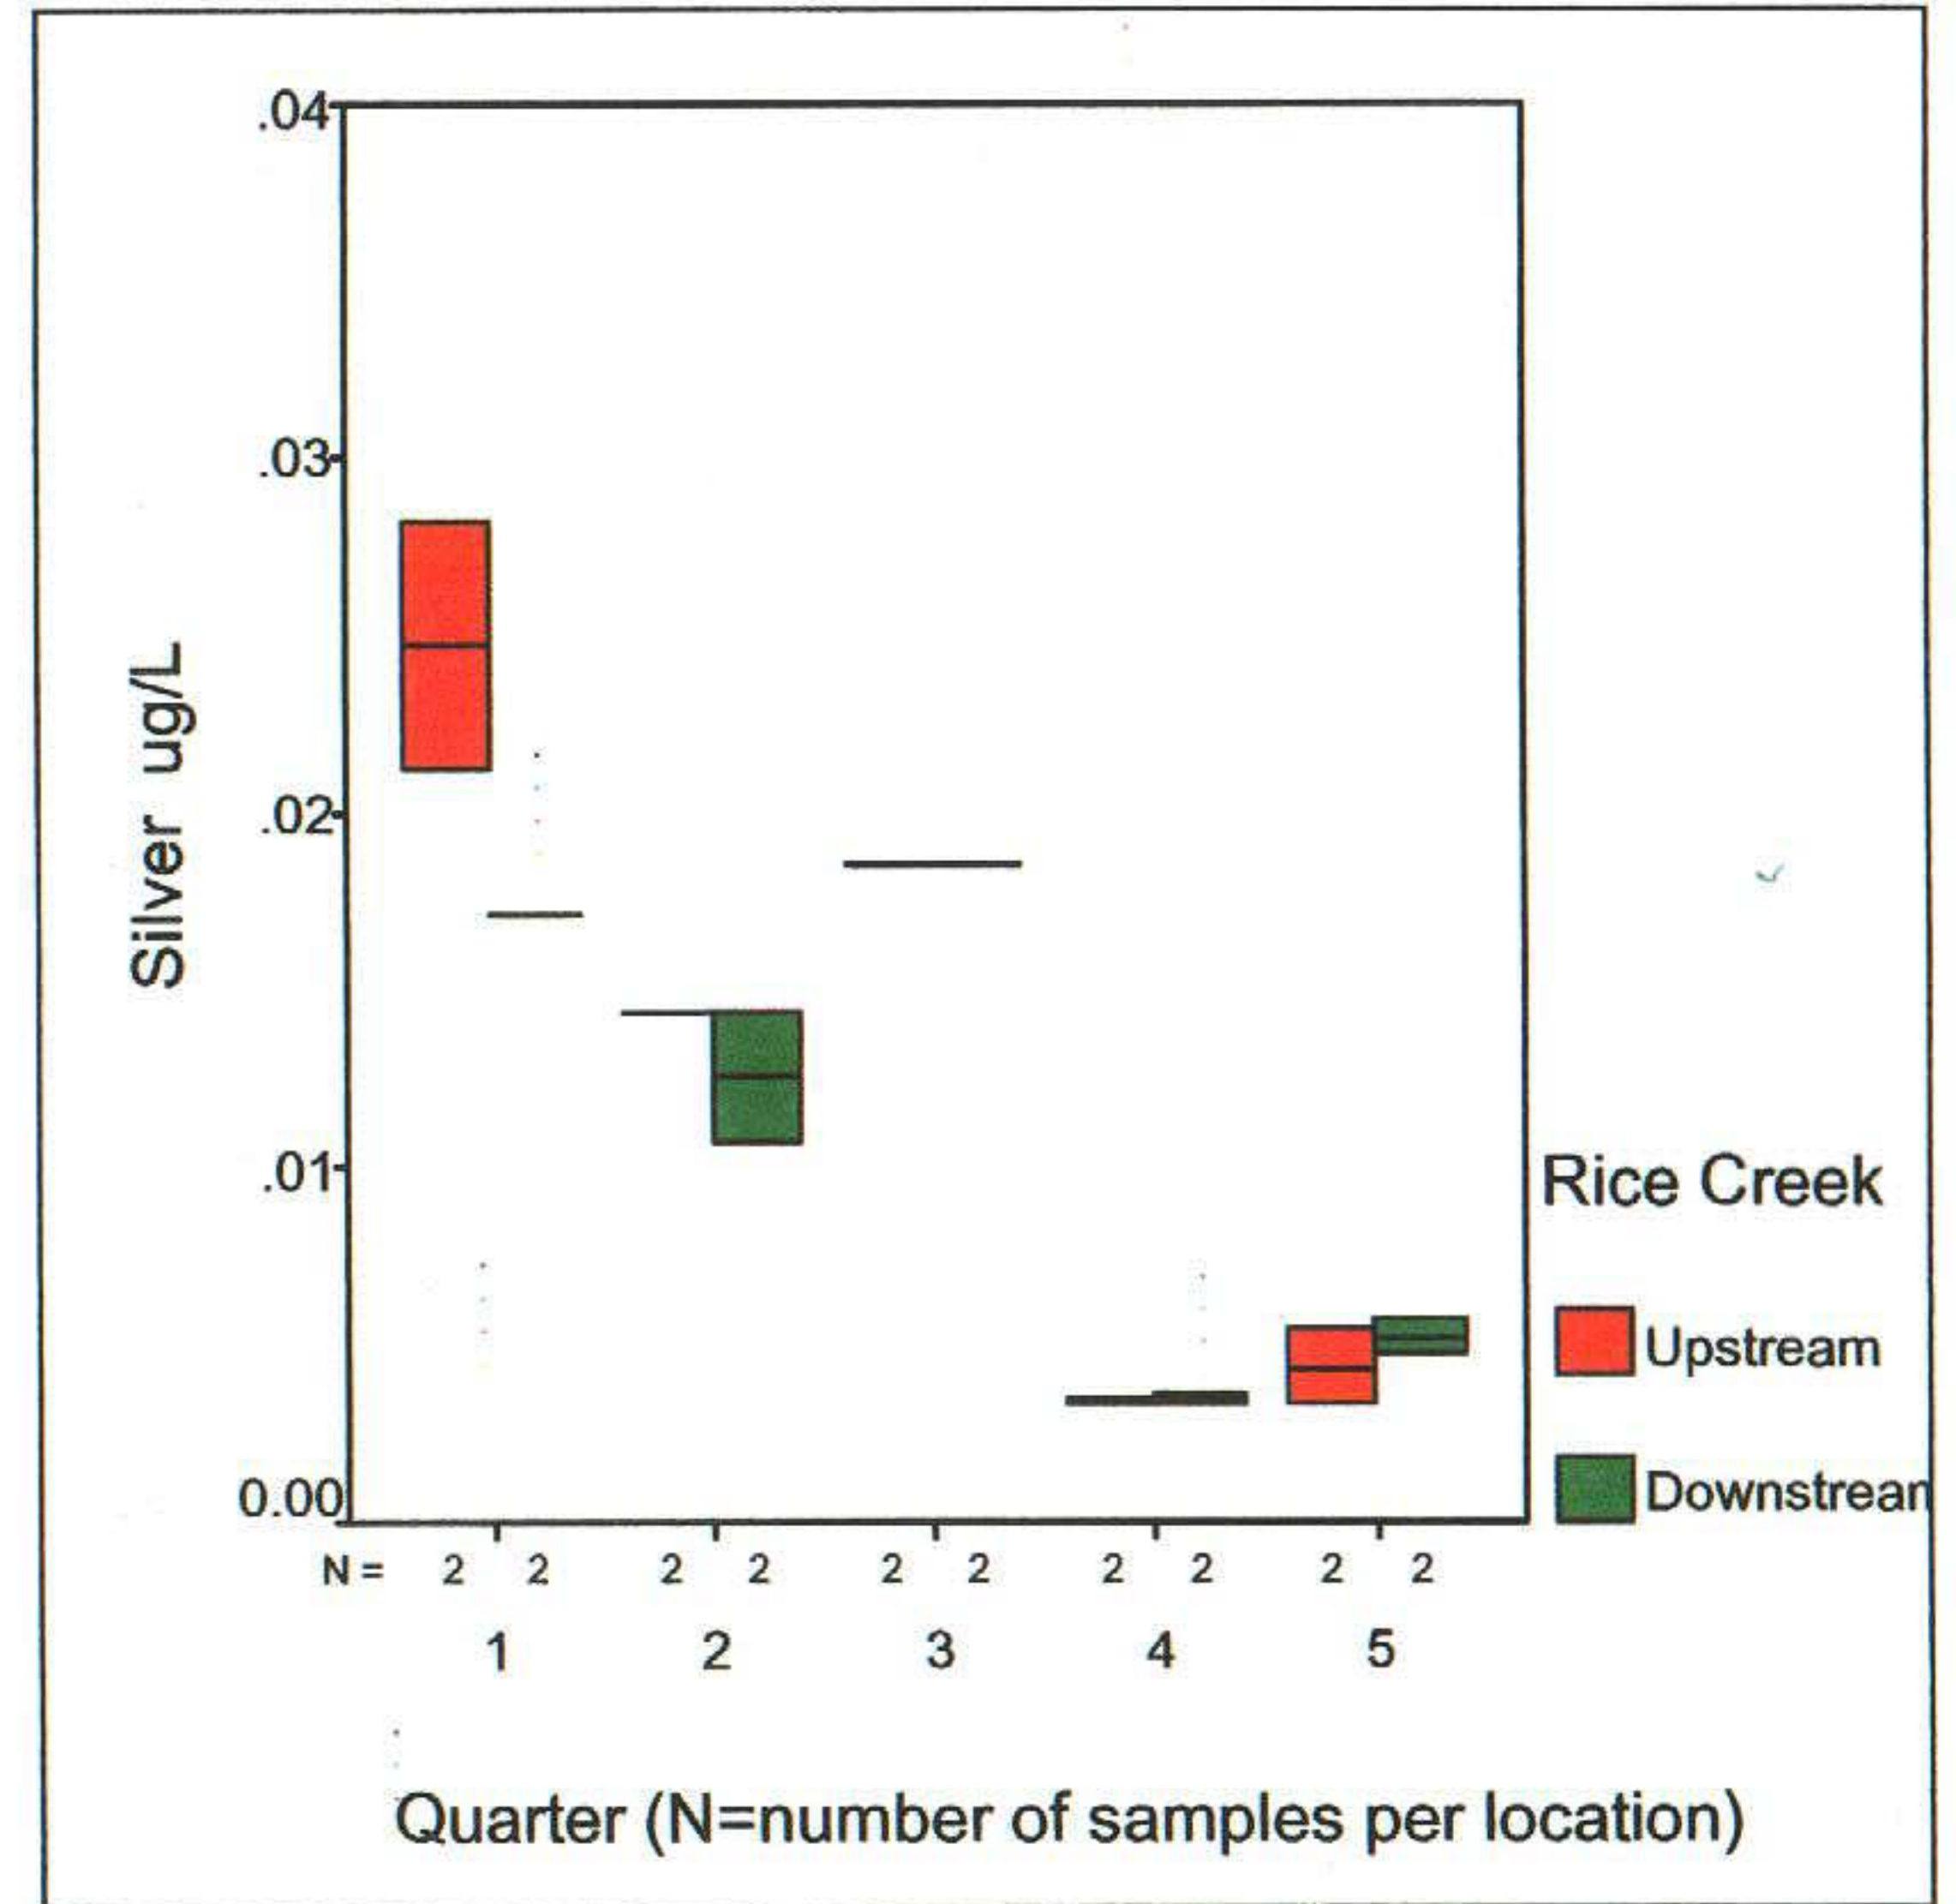 .04
.03
.02
.01
0.00
Silver ug/L
N = 2 2 2 2 2 2 2 2 2 2
1 2 3 4 5
Quarter (N=number of samples per location)
Rice Creek
Upstream
Downstream